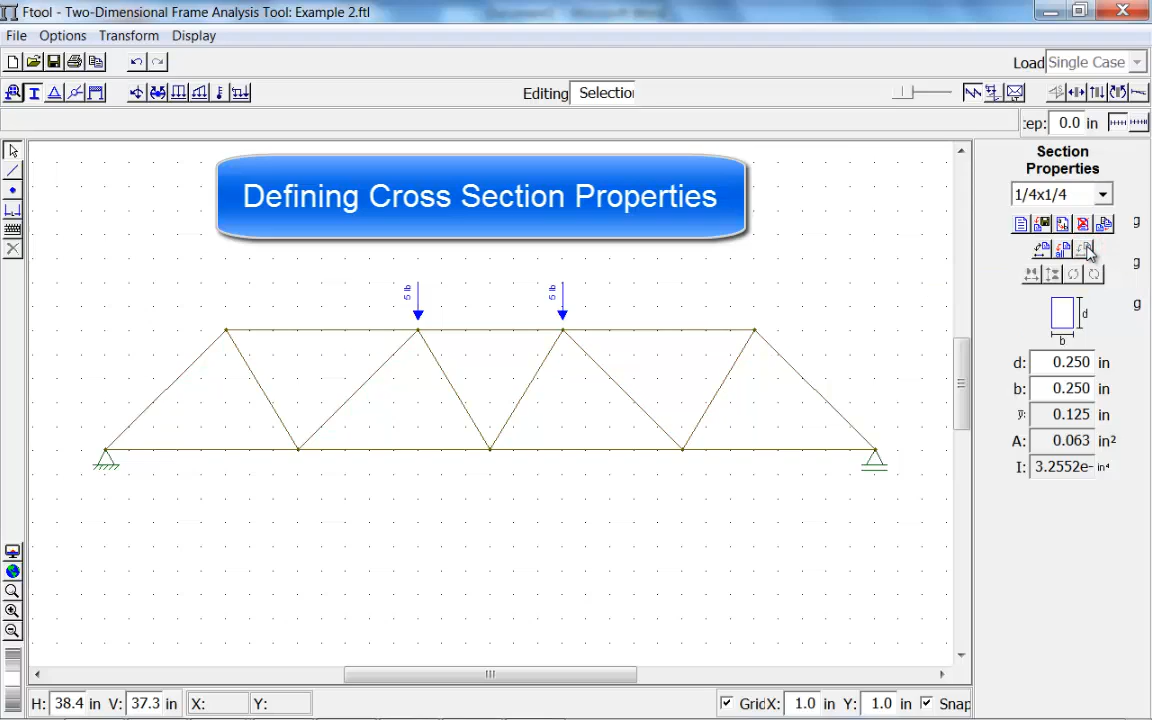 Ftool - Two-Dimensional Frame Analysis Tool: Example 2.ftl
File Options Transform Display
Load Single Case
Editing Selection
tep: 0.0 in
Section
Properties
Defining Cross Section Properties
1/4x1/4
g
g
g
5 lb 5 lb
d
b
d: 0.250 in
b: 0.250 in
y: 0.125 in
A: 0.063 in²
I: 3.2552e- in⁴
H: 38.4 in V: 37.3 in X: Y: Grid X: 1.0 in Y: 1.0 in Snap